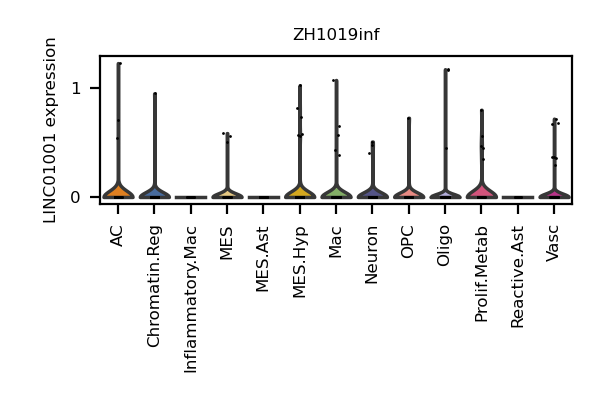 ZH1019inf
LINC01001 expression
1
0
AC
Chromatin.Reg
Inflammatory.Mac
MES
MES.Ast
MES.Hyp
Mac
Neuron
OPC
Oligo
Prolif.Metab
Reactive.Ast
Vasc